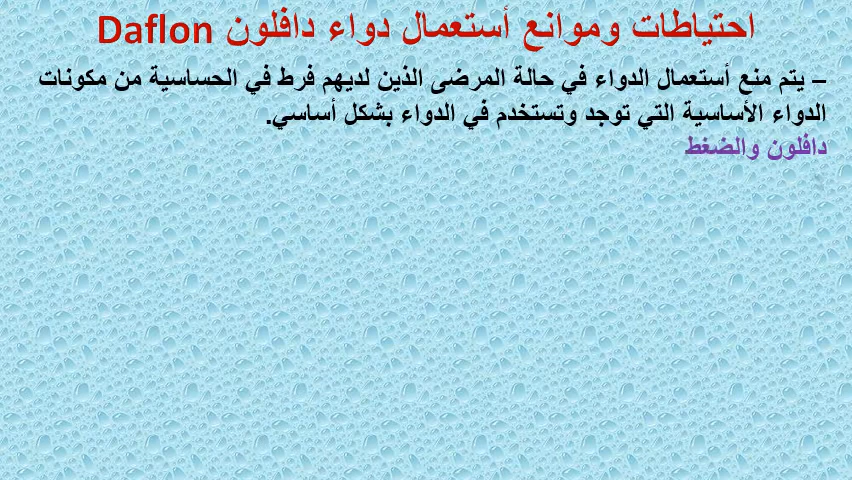 احتياطات وموانع أستعمال دواء دافلون Daflon
– يتم منع أستعمال الدواء في حالة المرضى الذين لديهم فرط في الحساسية من مكونات
الدواء الأساسية التي توجد وتستخدم في الدواء بشكل أساسي.
دافلون والضغط